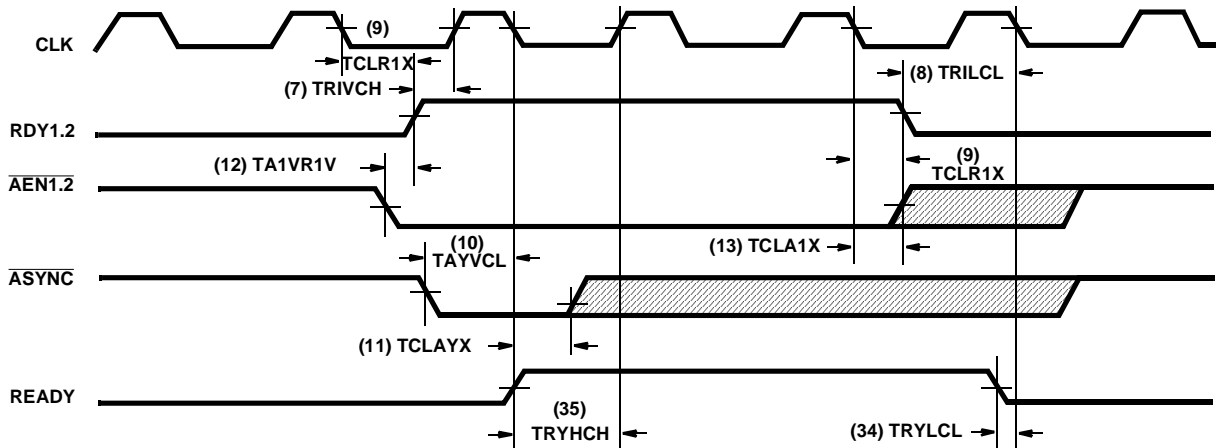 (9)
CLK
TCLR1X
(8) TRILCL
(7) TRIVCH
RDY1.2
(12) TA1VR1V
(9)
TCLR1X
AEN1.2
(10)
TAYVCL
(13) TCLA1X
ASYNC
(11) TCLAYX
READY
(35)
TRYHCH
(34) TRYLCL